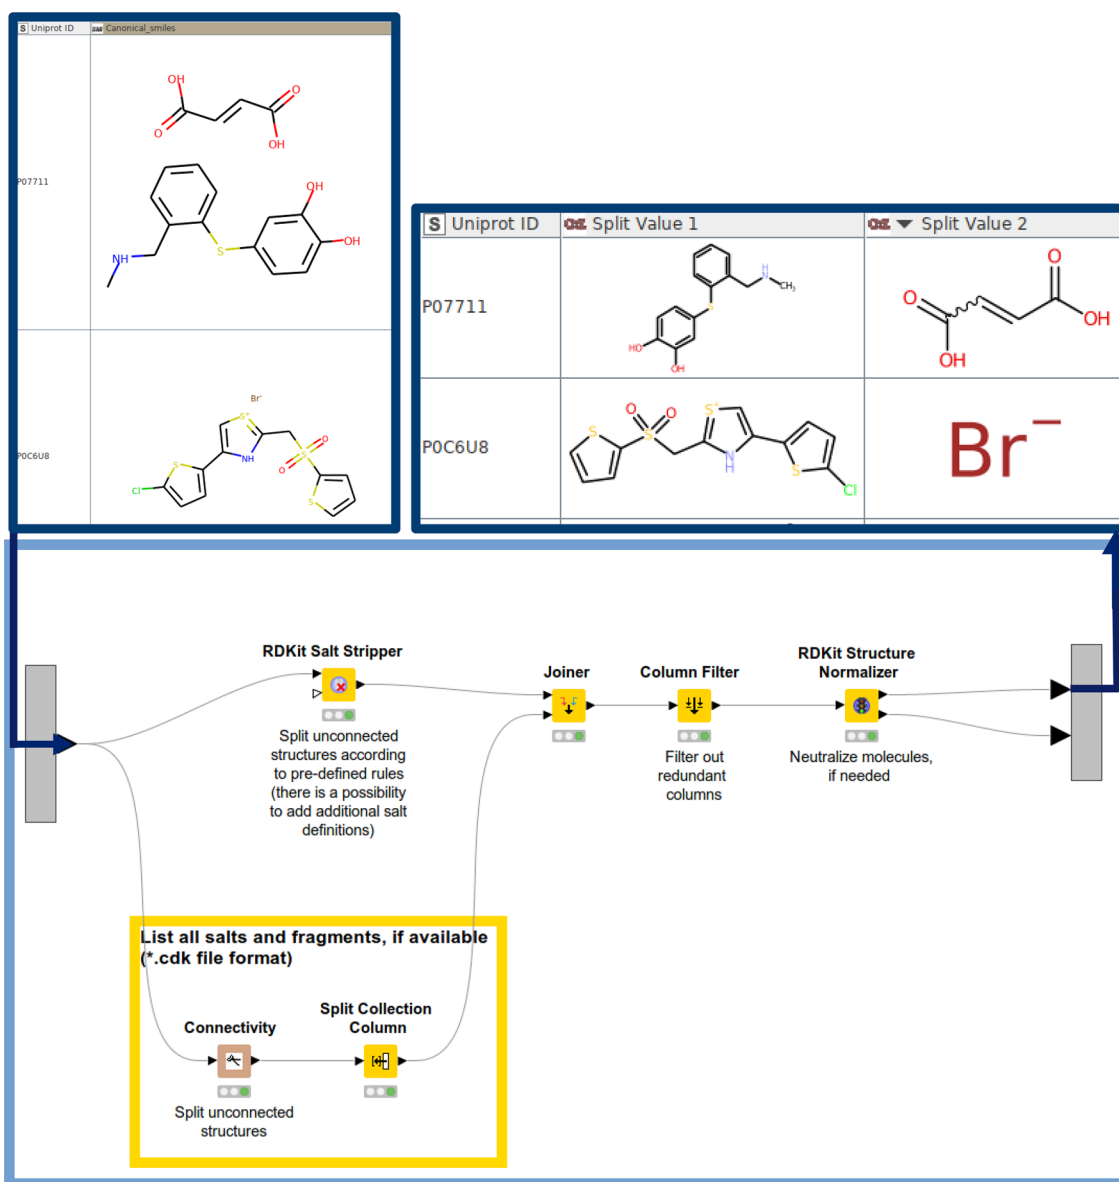 S Uniprot ID SMI Canonical_smiles
OH
O
O
OH
P07711
OH
OH
S
NH
Br-
S+
NH
O
S
O
S
Cl
S
P0C6U8
S Uniprot ID Split Value 1 Split Value 2
P07711
H
N
CH3
S
HO
OH
O
O
OH
OH
P0C6U8
O
O
S+
S
S
N
H
S
Cl
Br−
RDKit Salt Stripper
Split unconnected
structures according
to pre-defined rules
(there is a possibility
to add additional salt
definitions)
Joiner
Column Filter
Filter out
redundant
columns
RDKit Structure
Normalizer
Neutralize molecules,
if needed
List all salts and fragments, if available
(*.cdk file format)
Connectivity
Split unconnected
structures
Split Collection
Column